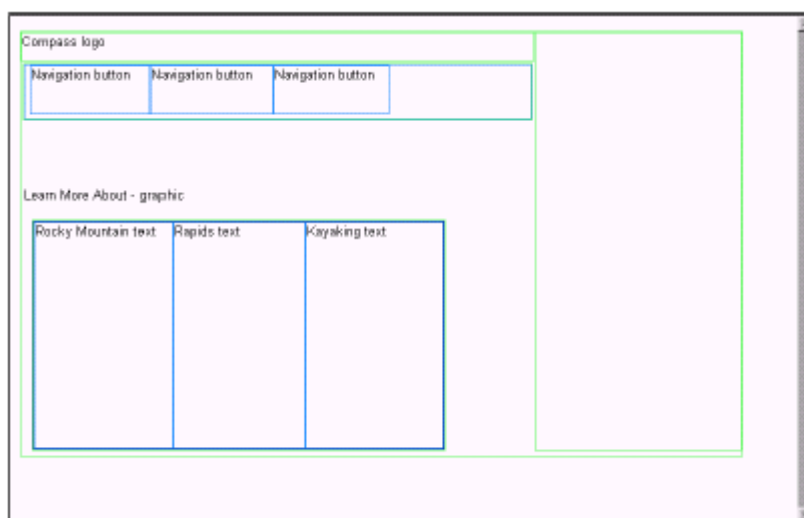 Compass logo
Navigation button Navigation button Navigation button
Learn More About - graphic
Rocky Mountain text Rapids text Kayaking text